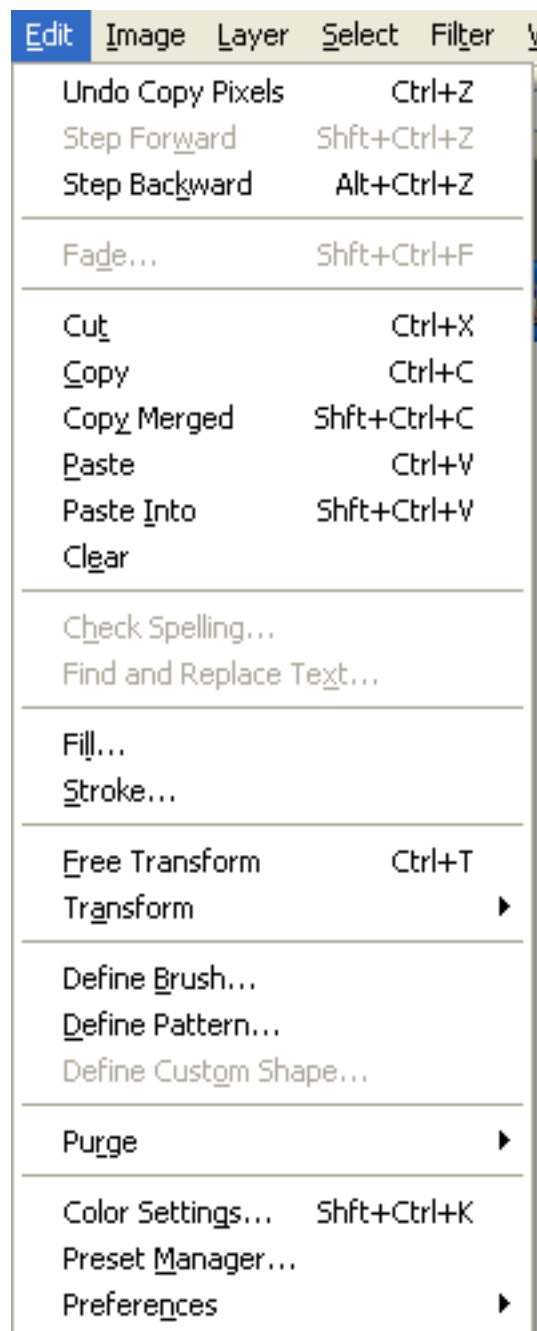 Edit Image Layer Select Filter
Undo Copy Pixels Ctrl+Z
Step Forward Shft+Ctrl+Z
Step Backward Alt+Ctrl+Z
Fade... Shft+Ctrl+F
Cut Ctrl+X
Copy Ctrl+C
Copy Merged Shft+Ctrl+C
Paste Ctrl+V
Paste Into Shft+Ctrl+V
Clear
Check Spelling...
Find and Replace Text...
Fill...
Stroke...
Free Transform Ctrl+T
Transform
Define Brush...
Define Pattern...
Define Custom Shape...
Purge
Color Settings... Shft+Ctrl+K
Preset Manager...
Preferences